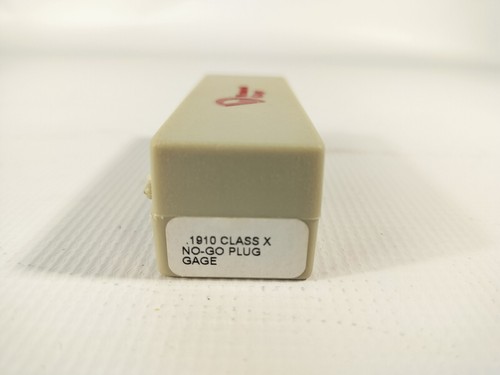 .1910 CLASS X
NO-GO PLUG
GAGE